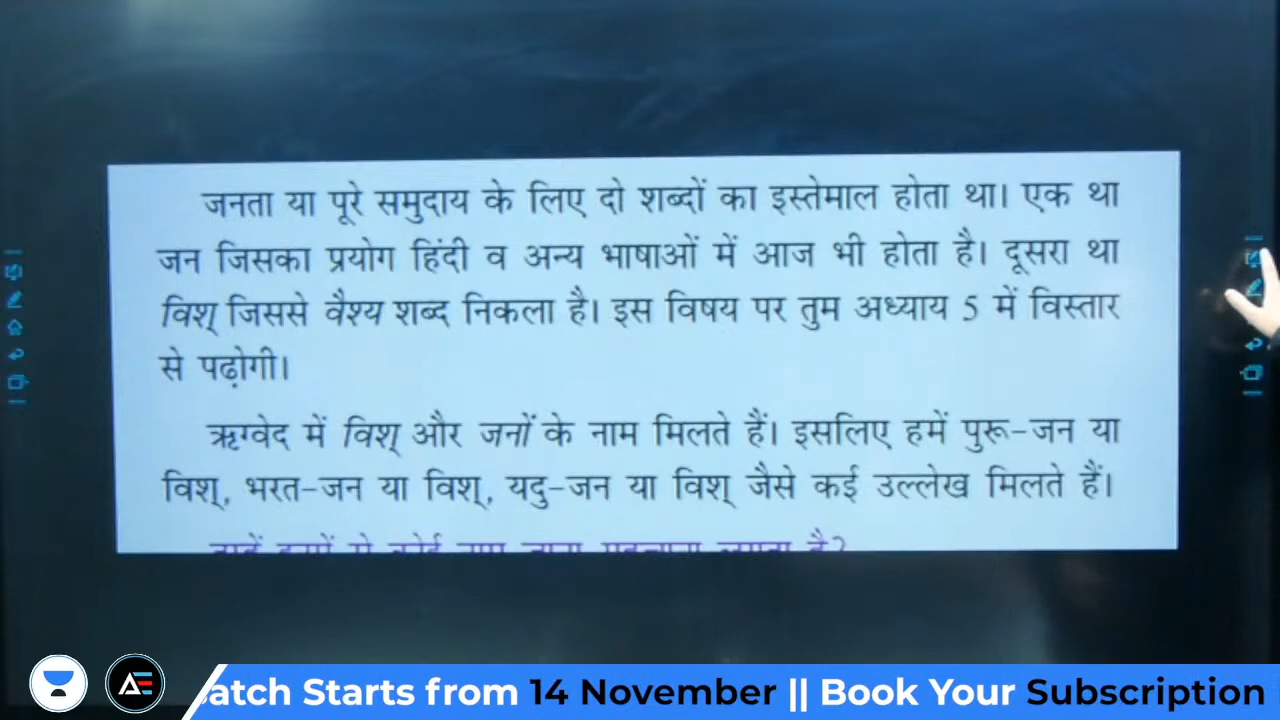 जनता या पूरे समुदाय के लिए दो शब्दों का इस्तेमाल होता था। एक था
जन जिसका प्रयोग हिंदी व अन्य भाषाओं में आज भी होता है। दूसरा था
विश् जिससे वैश्य शब्द निकला है। इस विषय पर तुम अध्याय 5 में विस्तार
से पढ़ोगी।
ऋग्वेद में विश् और जनों के नाम मिलते हैं। इसलिए हमें पुरू-जन या
विश्, भरत-जन या विश्, यदु-जन या विश् जैसे कई उल्लेख मिलते हैं।
atch Starts from 14 November || Book Your Subscription